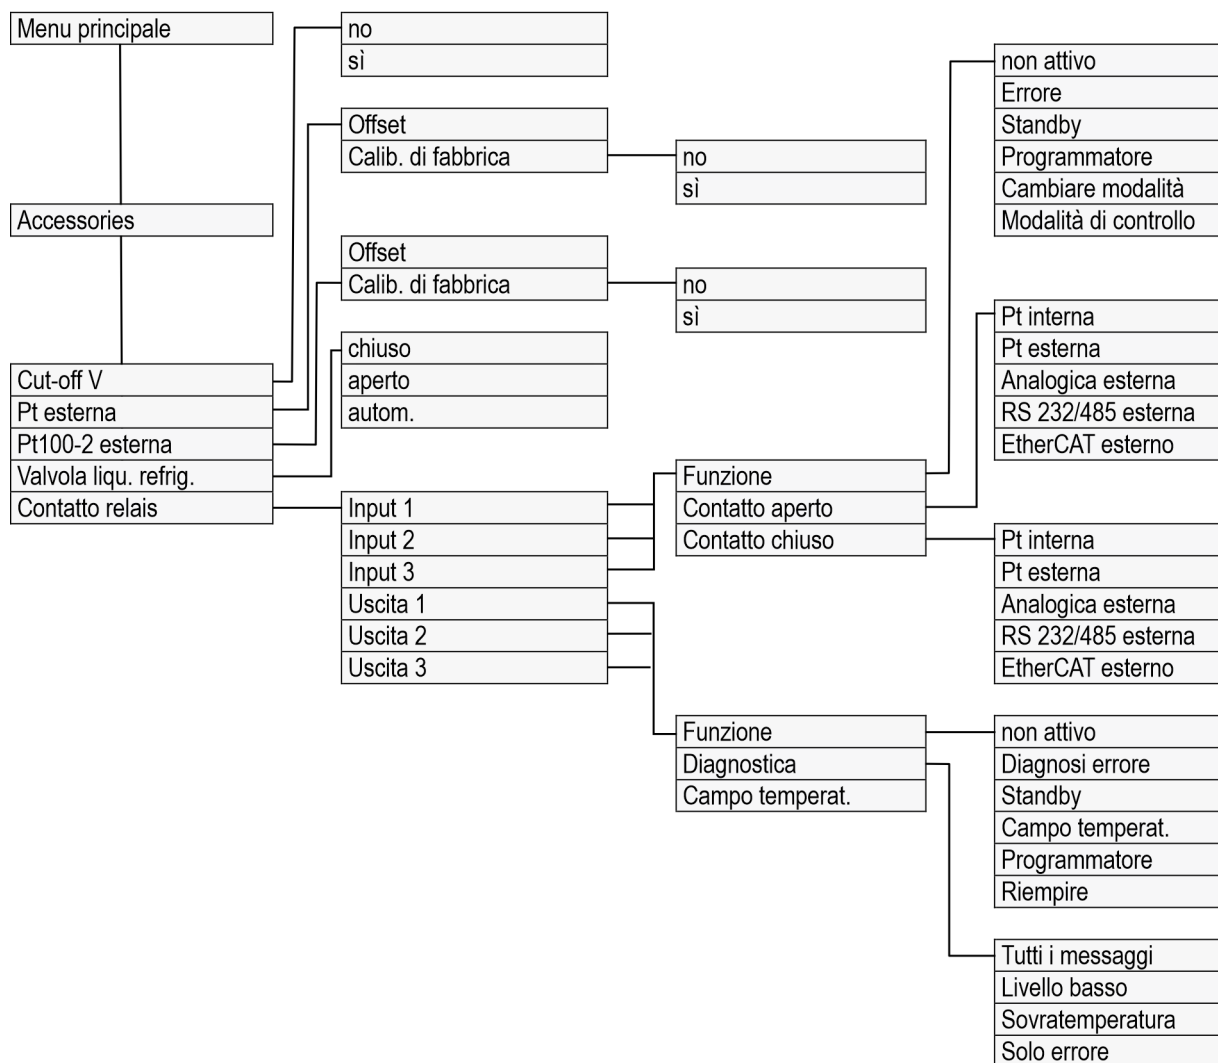 Menu principale
Accessories
Cut-off V
Pt esterna
Pt100-2 esterna
Valvola liqu. refrig.
Contatto relais
no
sì
Offset
Calib. di fabbrica
no
sì
Offset
Calib. di fabbrica
no
sì
chiuso
aperto
autom.
Input 1
Input 2
Input 3
Uscita 1
Uscita 2
Uscita 3
Funzione
Contatto aperto
Contatto chiuso
non attivo
Errore
Standby
Programmatore
Cambiare modalità
Modalità di controllo
Pt interna
Pt esterna
Analogica esterna
RS 232/485 esterna
EtherCAT esterno
Pt interna
Pt esterna
Analogica esterna
RS 232/485 esterna
EtherCAT esterno
Funzione
Diagnostica
Campo temperat.
non attivo
Diagnosi errore
Standby
Campo temperat.
Programmatore
Riempire
Tutti i messaggi
Livello basso
Sovratemperatura
Solo errore